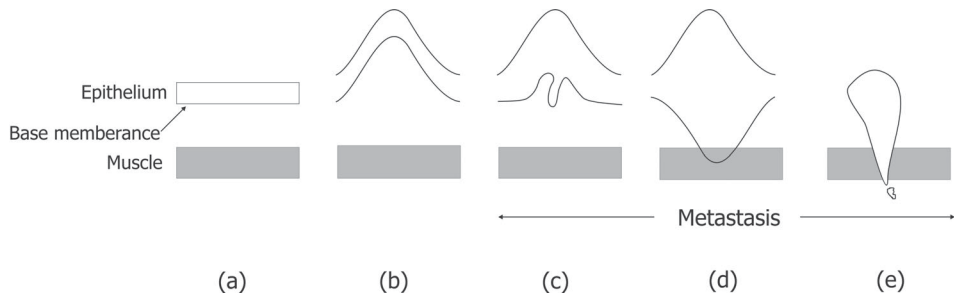 Epithelium
Base memberance
Muscle
Metastasis
(a) (b) (c) (d) (e)